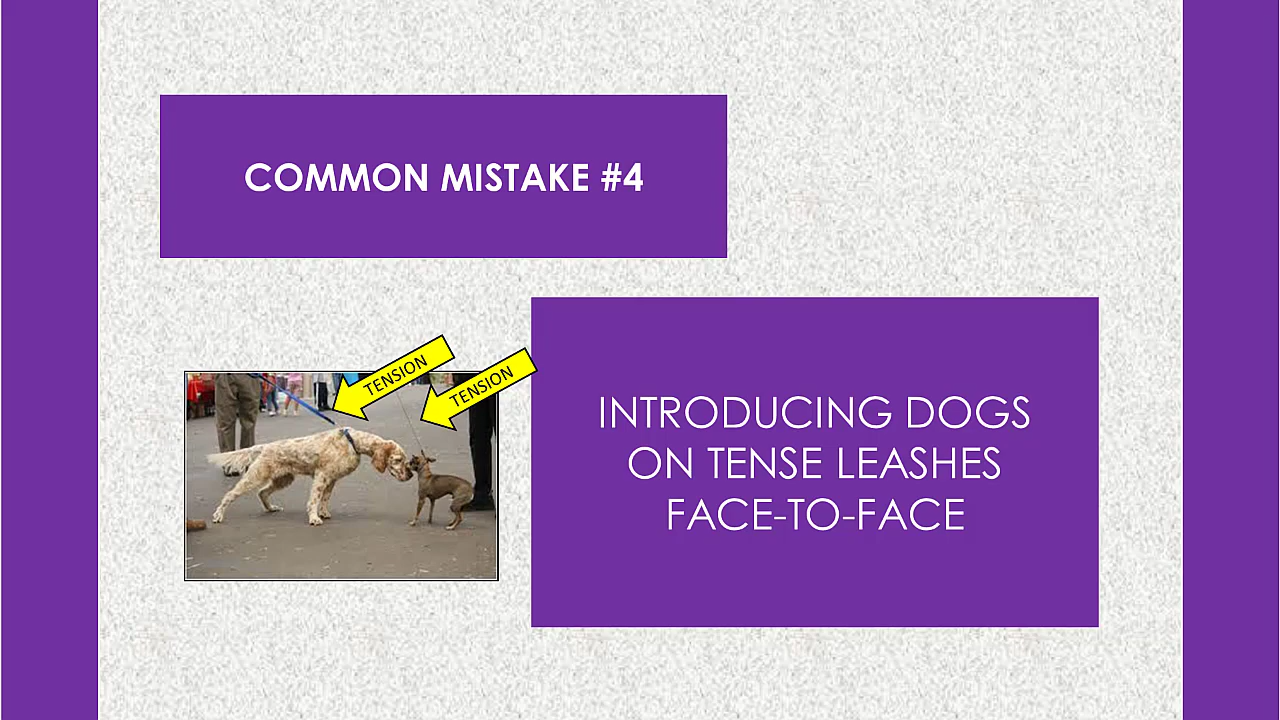 COMMON MISTAKE #4
TENSION
TENSION
INTRODUCING DOGS
ON TENSE LEASHES
FACE-TO-FACE